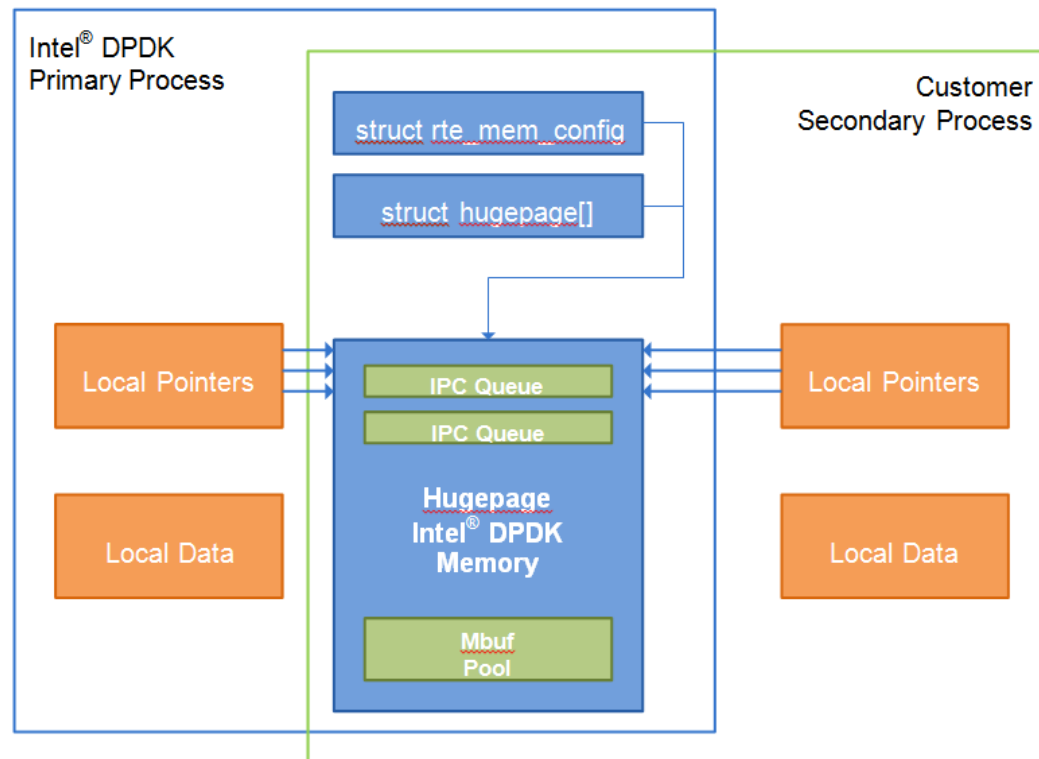 Intel® DPDK
Primary Process
Customer
Secondary Process
struct rte_mem_config
struct hugepage[]
Local Pointers
IPC Queue
Local Pointers
IPC Queue
Hugepage
Intel® DPDK
Memory
Local Data
Local Data
Mbuf
Pool